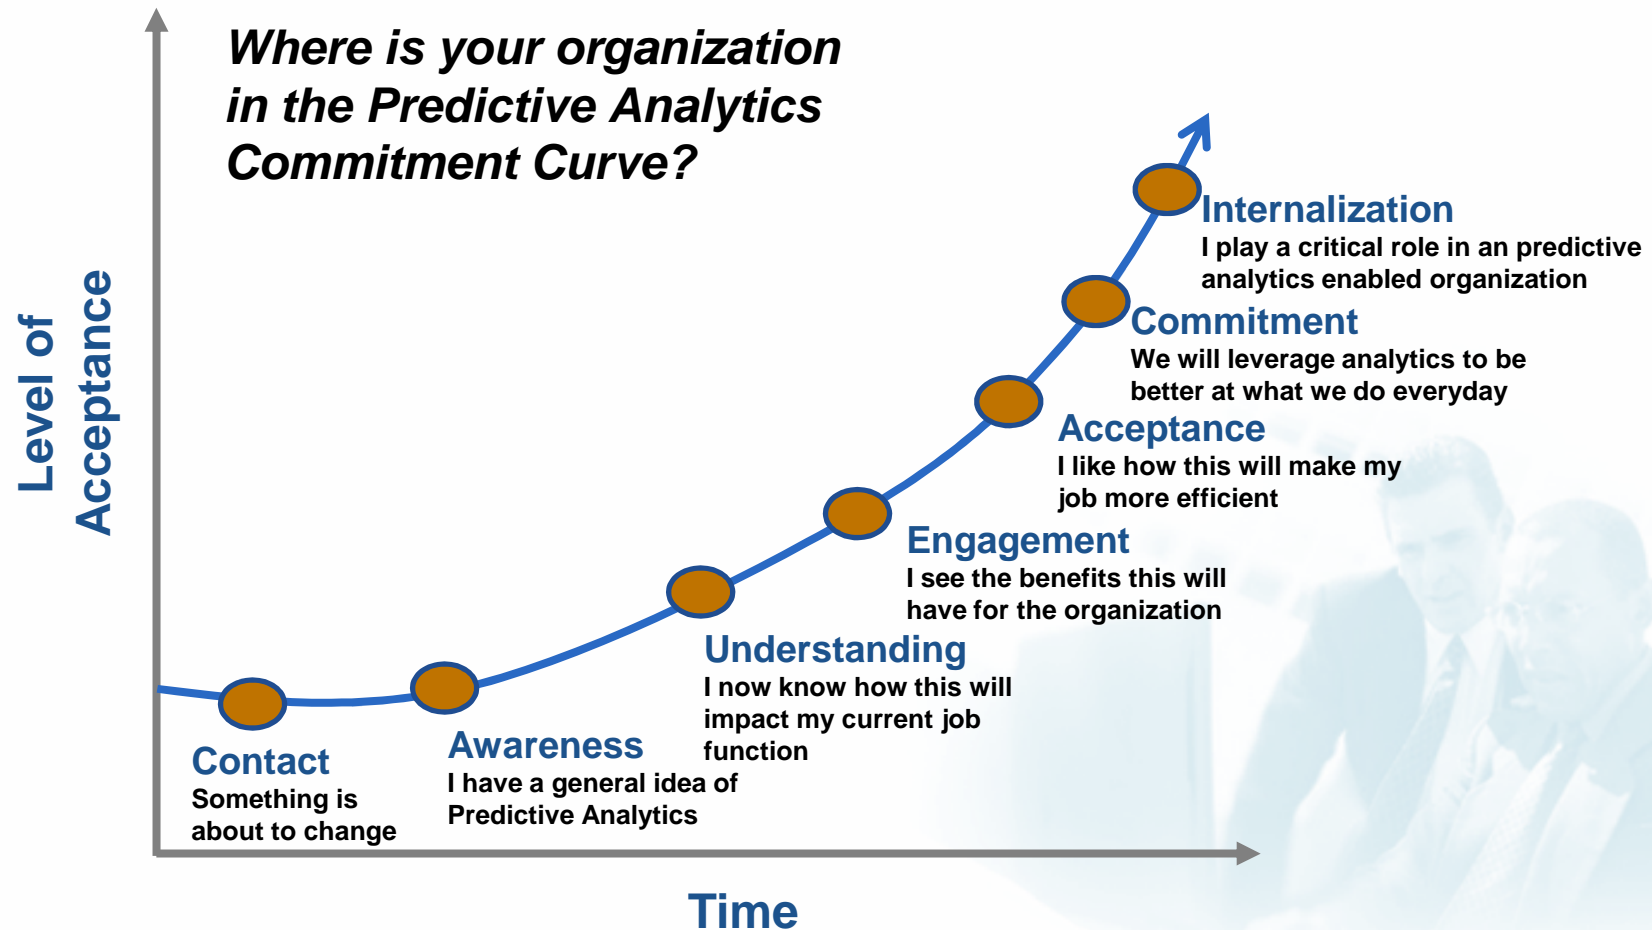 Where is your organization
in the Predictive Analytics
Commitment Curve?
Level of
Acceptance
Internalization
I play a critical role in an predictive
analytics enabled organization
Commitment
We will leverage analytics to be
better at what we do everyday
Acceptance
I like how this will make my
job more efficient
Engagement
I see the benefits this will
have for the organization
Understanding
I now know how this will
impact my current job
function
Awareness
I have a general idea of
Predictive Analytics
Contact
Something is
about to change
Time